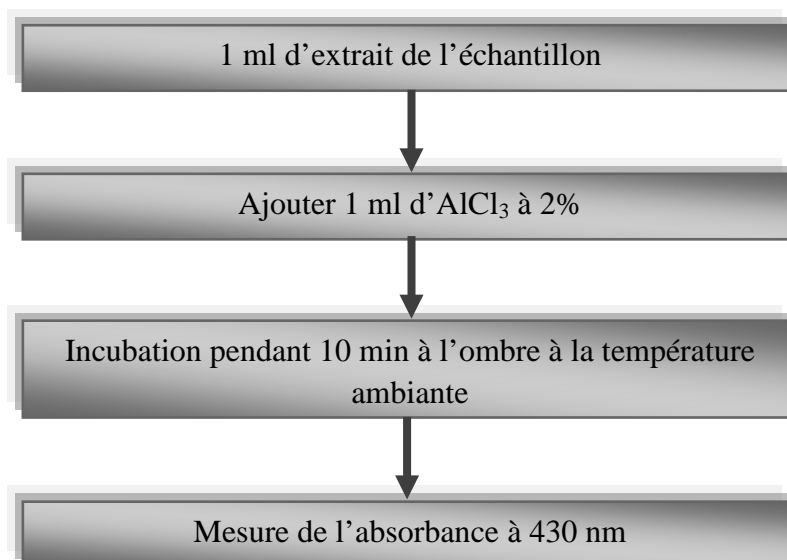 1 ml d’extrait de l’échantillon
Ajouter 1 ml d’AlCl₃ à 2%
Incubation pendant 10 min à l’ombre à la température
ambiante
Mesure de l’absorbance à 430 nm